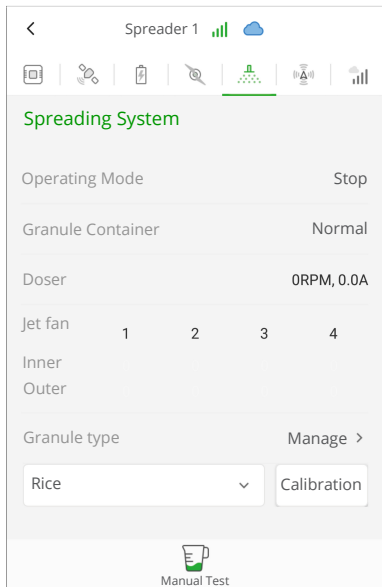 Spreader 1
Spreading System
Operating Mode Stop
Granule Container Normal
Doser 0RPM, 0.0A
Jet fan 1 2 3 4
Inner
Outer
Granule type Manage >
Rice Calibration
Manual Test